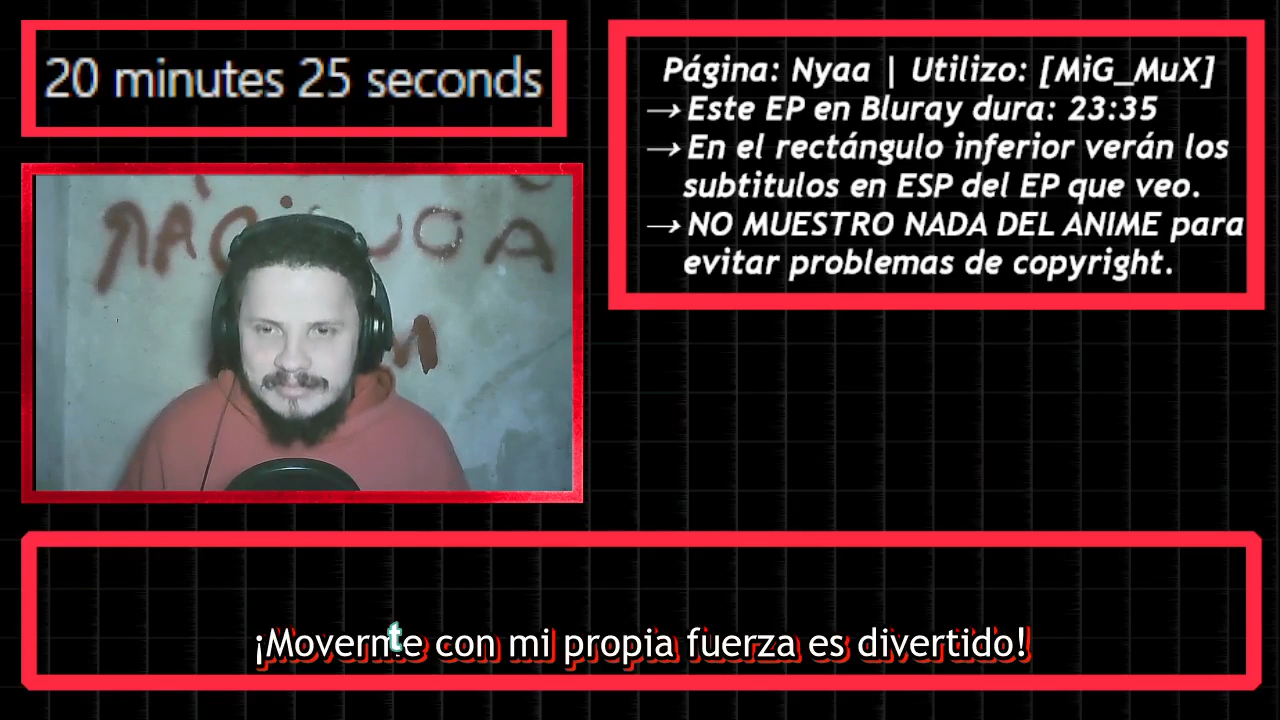 20 minutes 25 seconds
Página: Nyaa | Utilizo: [MiG_MuX]
→ Este EP en Bluray dura: 23:35
→ En el rectángulo inferior verán los
subtitulos en ESP del EP que veo.
→ NO MUESTRO NADA DEL ANIME para
evitar problemas de copyright.
¡Moverme con mi propia fuerza es divertido!